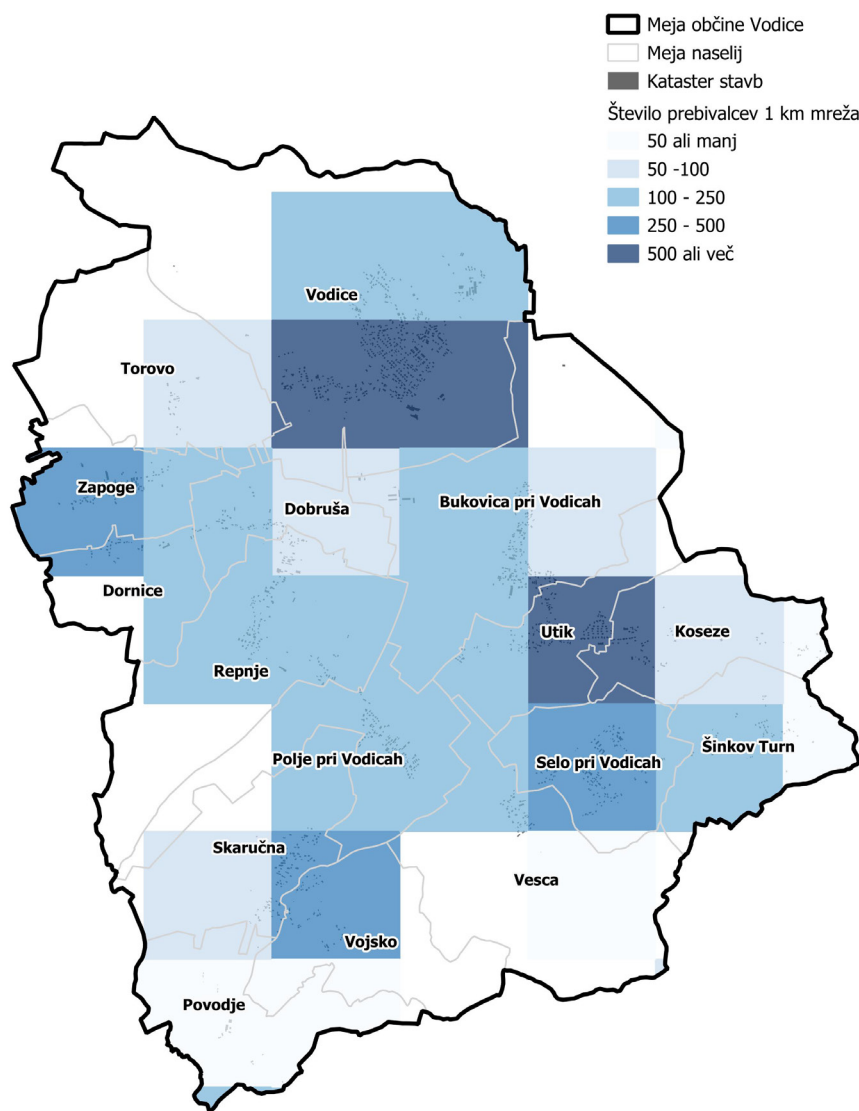 Meja občine Vodice
Meja naselij
Kataster stavb
Število prebivalcev 1 km mreža
50 ali manj
50 -100
100 - 250
250 - 500
500 ali več
Vodice
Torovo
Zapoge
Dobruša
Bukovica pri Vodicah
Dornice
Utik
Koseze
Repnje
Šinkov Turn
Polje pri Vodicah
Selo pri Vodicah
Skaručna
Vesca
Vojsko
Povodje